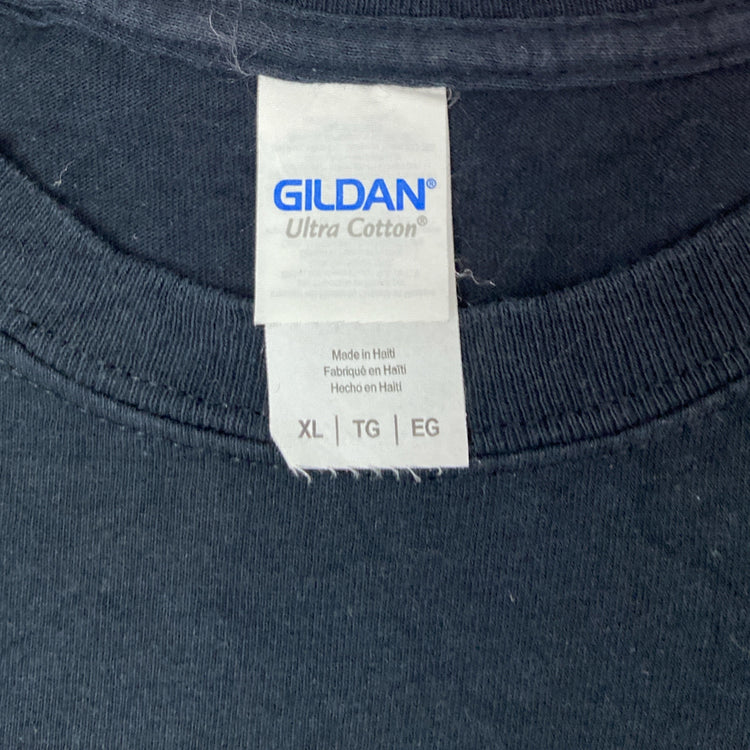 GILDAN®
Ultra Cotton®
Made in Haiti
Fabriqué en Haïti
Hecho en Haití
XL | TG | EG